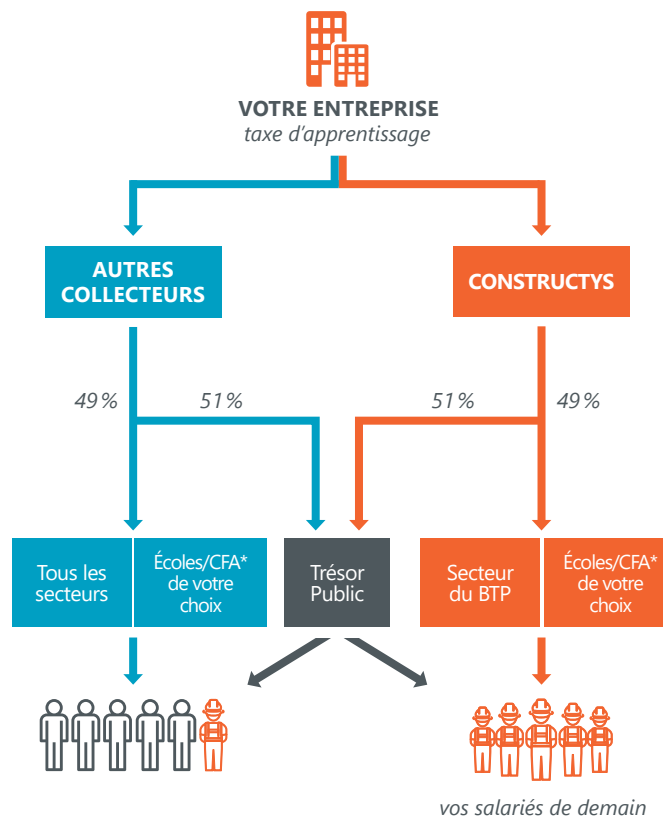 VOTRE ENTREPRISE
taxe d'apprentissage
AUTRES
COLLECTEURS
CONSTRUCTYS
49 %
51 %
51 %
49 %
Tous les
secteurs
Écoles/CFA*
de votre
choix
Trésor
Public
Secteur
du BTP
Écoles/CFA*
de votre
choix
vos salariés de demain